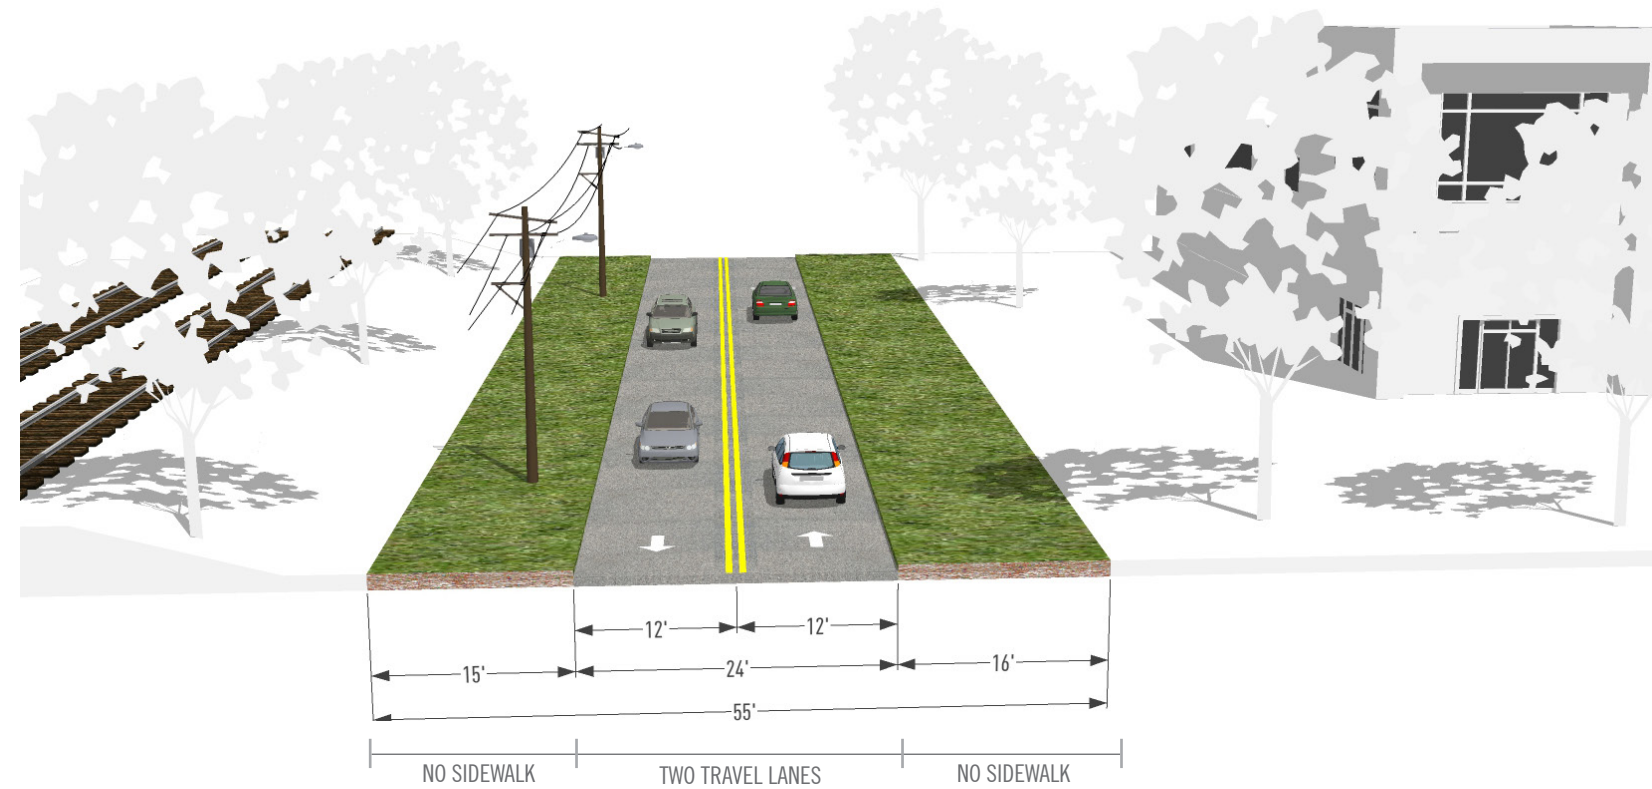 12' 12'
15' 24' 16'
55'
NO SIDEWALK TWO TRAVEL LANES NO SIDEWALK